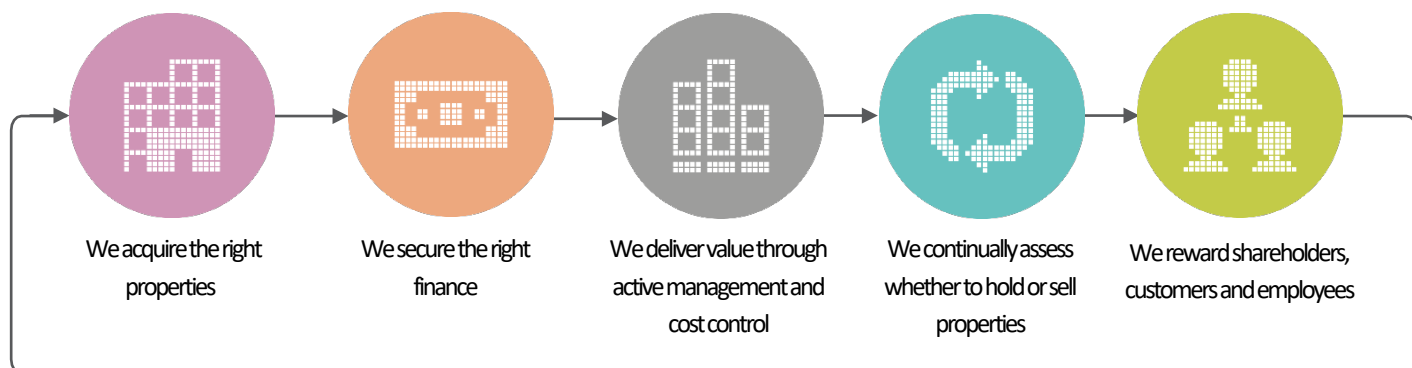 We acquire the right
properties
We secure the right
finance
We deliver value through
active management and
cost control
We continually assess
whether to hold or sell
properties
We reward shareholders,
customers and employees